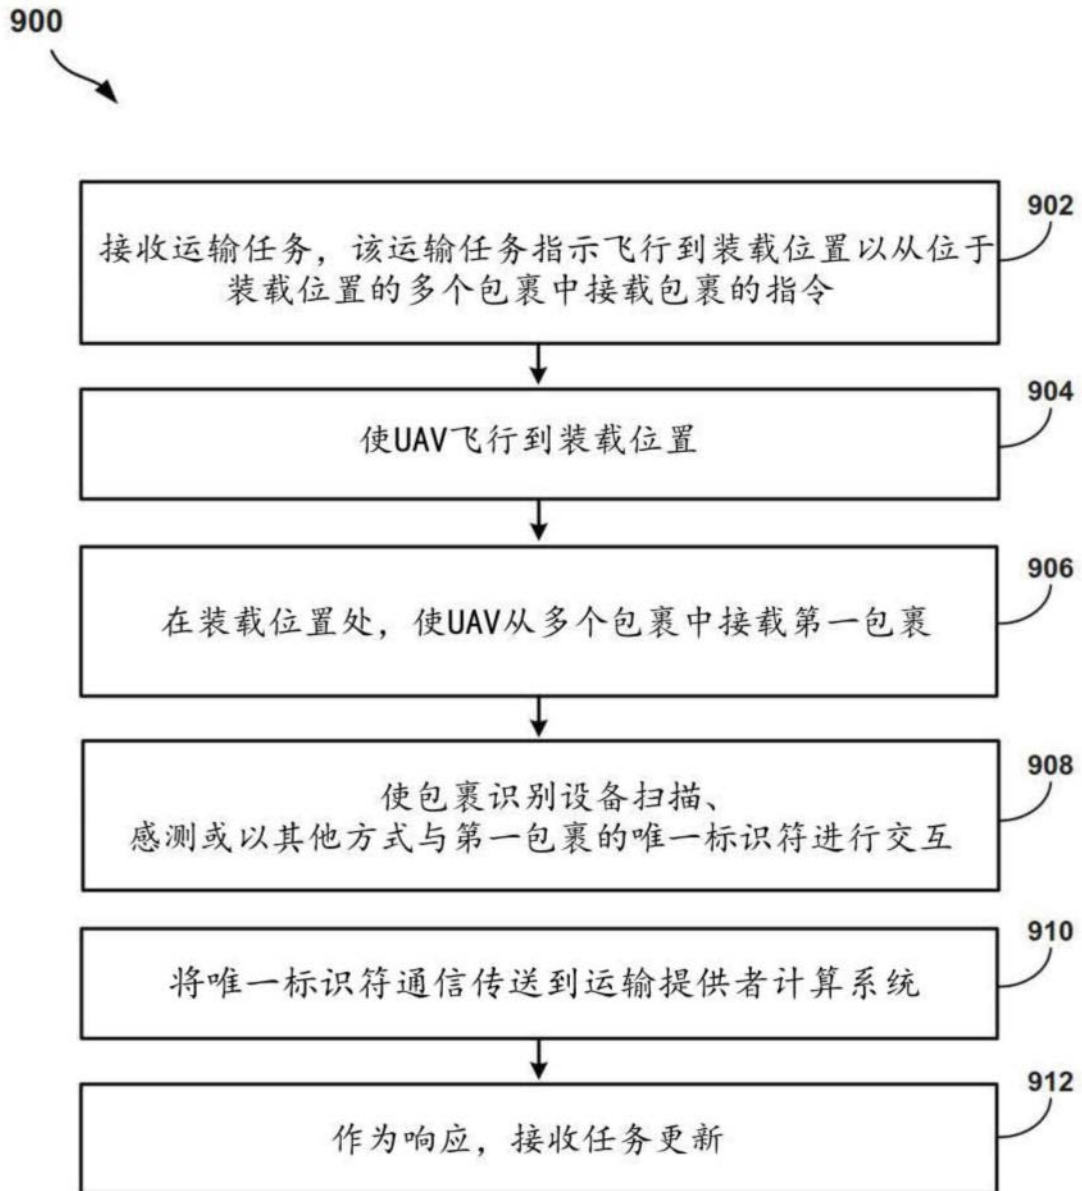 900
902
接收运输任务，该运输任务指示飞行到装载位置以从位于
装载位置的多个包裹中接载包裹的指令
904
使UAV飞行到装载位置
906
在装载位置处，使UAV从多个包裹中接载第一包裹
908
使包裹识别设备扫描、
感测或以其他方式与第一包裹的唯一标识符进行交互
910
将唯一标识符通信传送到运输提供者计算系统
912
作为响应，接收任务更新